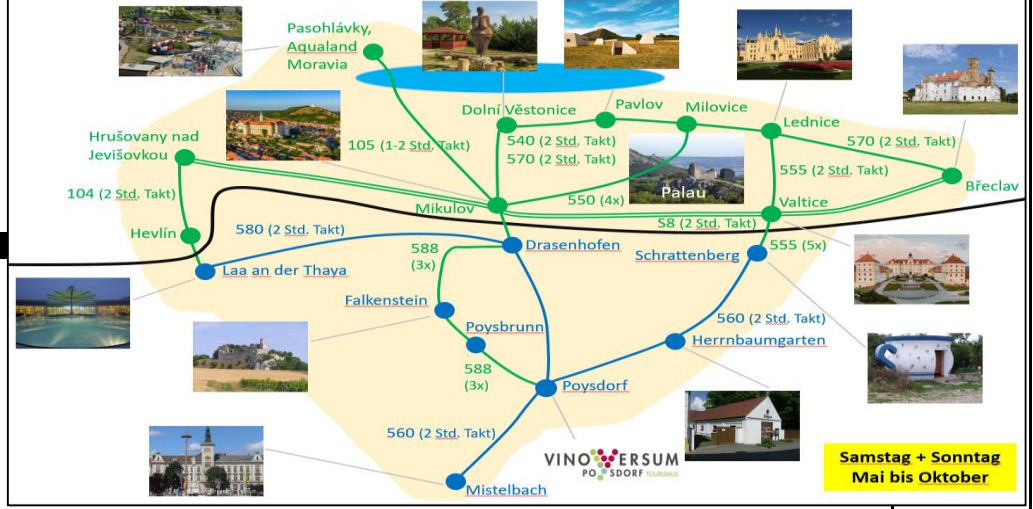 Pasohlávky,
Aqualand
Moravia
Dolní Věstonice
Pavlov
Milovice
Lednice
Hrušovany nad
Jevišovkou
105 (1-2 Std. Takt)
540 (2 Std. Takt)
570 (2 Std. Takt)
570 (2 Std. Takt)
555 (2 Std. Takt)
Břeclav
104 (2 Std. Takt)
Palau
550 (4x)
Mikulov
Valtice
S8 (2 Std. Takt)
Hevlín
580 (2 Std. Takt)
588
(3x)
Drasenhofen
Schrattenberg
555 (5x)
Laa an der Thaya
Falkenstein
Poysbrunn
560 (2 Std. Takt)
Herrnbaumgarten
588
(3x)
Poysdorf
560 (2 Std. Takt)
VINOVERSUM
POYSDORF TOURISMUS
Mistelbach
Samstag + Sonntag
Mai bis Oktober